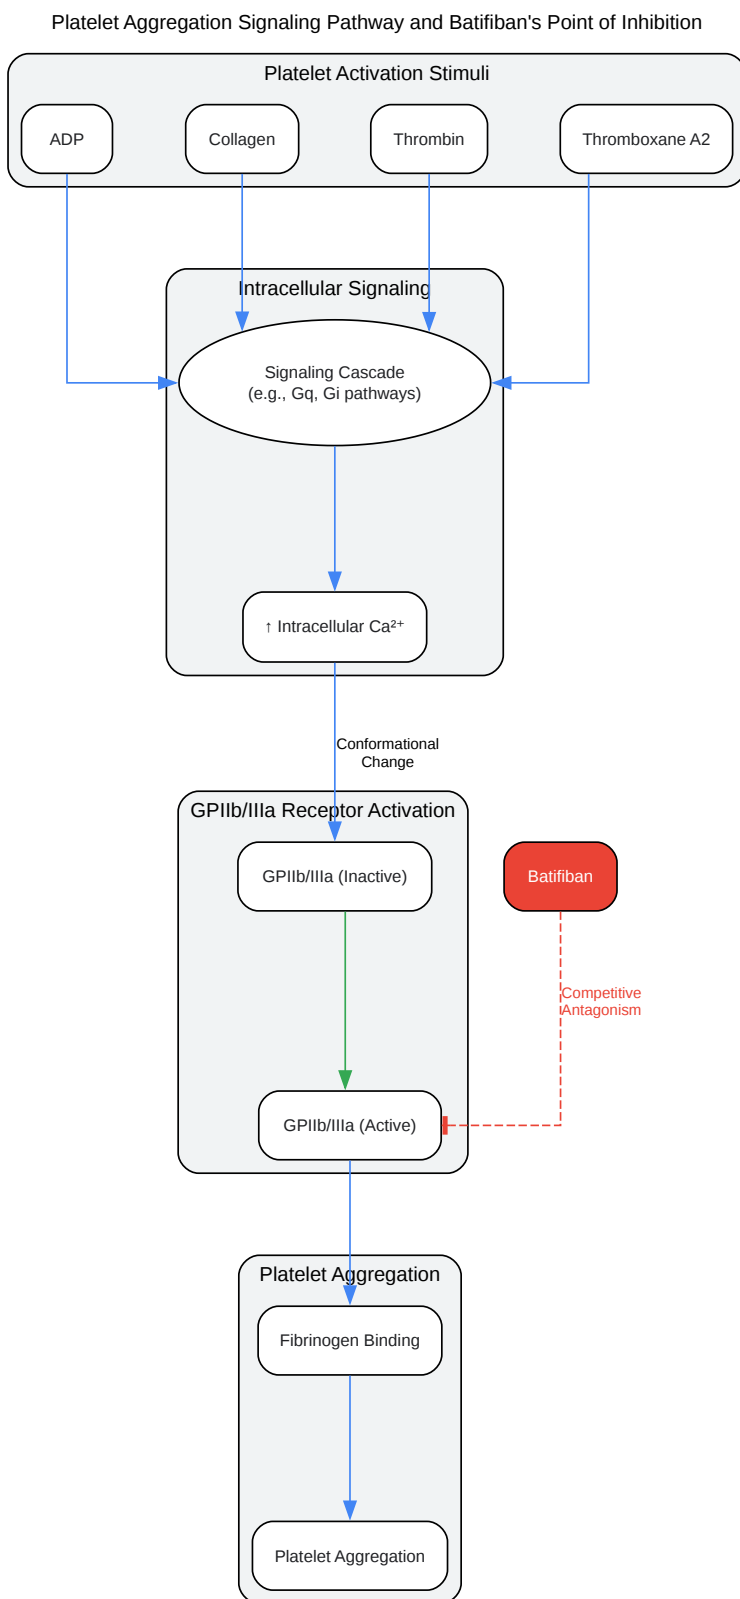 Platelet Aggregation Signaling Pathway and Batifiban's Point of Inhibition
Platelet Activation Stimuli
ADP
Collagen
Thrombin
Thromboxane A2
Intracellular Signaling
Signaling Cascade
(e.g., Gq, Gi pathways)
↑ Intracellular Ca²⁺
Conformational
Change
GPIIb/IIIa Receptor Activation
GPIIb/IIIa (Inactive)
Batifiban
Competitive
Antagonism
GPIIb/IIIa (Active)
Platelet Aggregation
Fibrinogen Binding
Platelet Aggregation